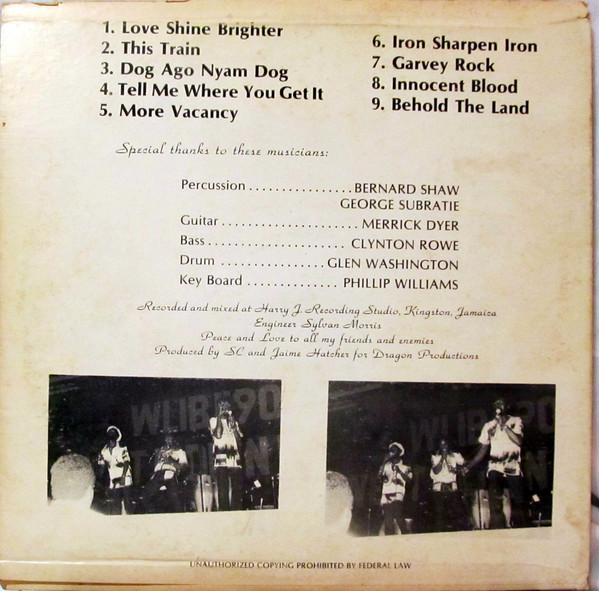 1. Love Shine Brighter
2. This Train
3. Dog Ago Nyam Dog
4. Tell Me Where You Get It
5. More Vacancy
6. Iron Sharpen Iron
7. Garvey Rock
8. Innocent Blood
9. Behold The Land
Special thanks to these musicians:
Percussion ................ BERNARD SHAW
GEORGE SUBRATIE
Guitar ..................... MERRICK DYER
Bass ..................... CLYNTON ROWE
Drum ................ GLEN WASHINGTON
Key Board .............. PHILLIP WILLIAMS
Recorded and mixed at Harry J. Recording Studio, Kingston, Jamaica
Engineer Sylvan Morris
Peace and Love to all my friends and enemies
Produced by SC and Jaime Hatcher for Dragon Productions
WLIB 90
WLIB
UNAUTHORIZED COPYING PROHIBITED BY FEDERAL LAW